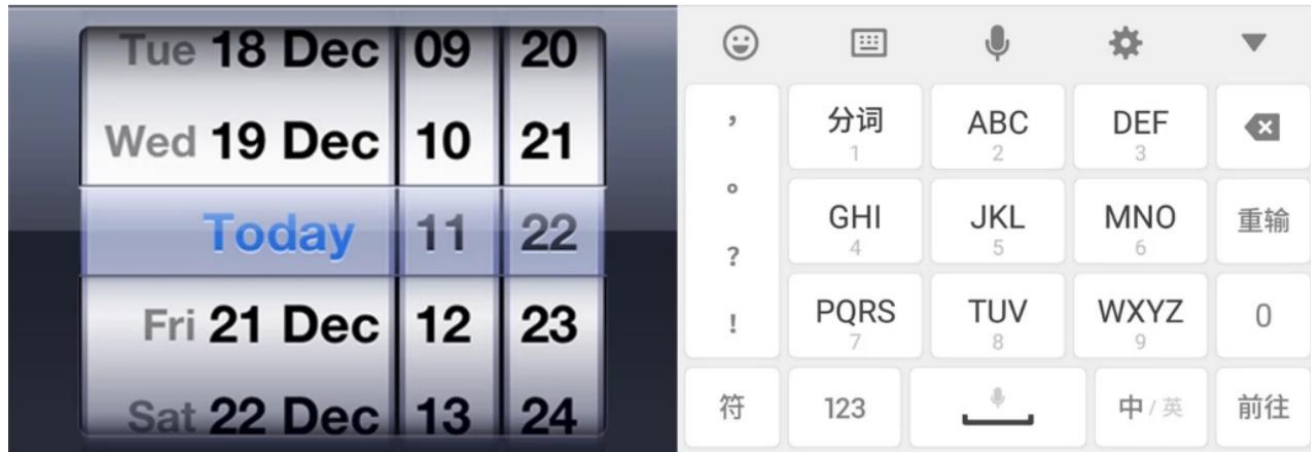 Tue 18 Dec 09 20
Wed 19 Dec 10 21
Today 11 22
Fri 21 Dec 12 23
Sat 22 Dec 13 24
, 分词 ABC DEF
1 2 3
。 GHI JKL MNO 重输
? 4 5 6
! PQRS TUV WXYZ 0
7 8 9
符 123 中/英 前往